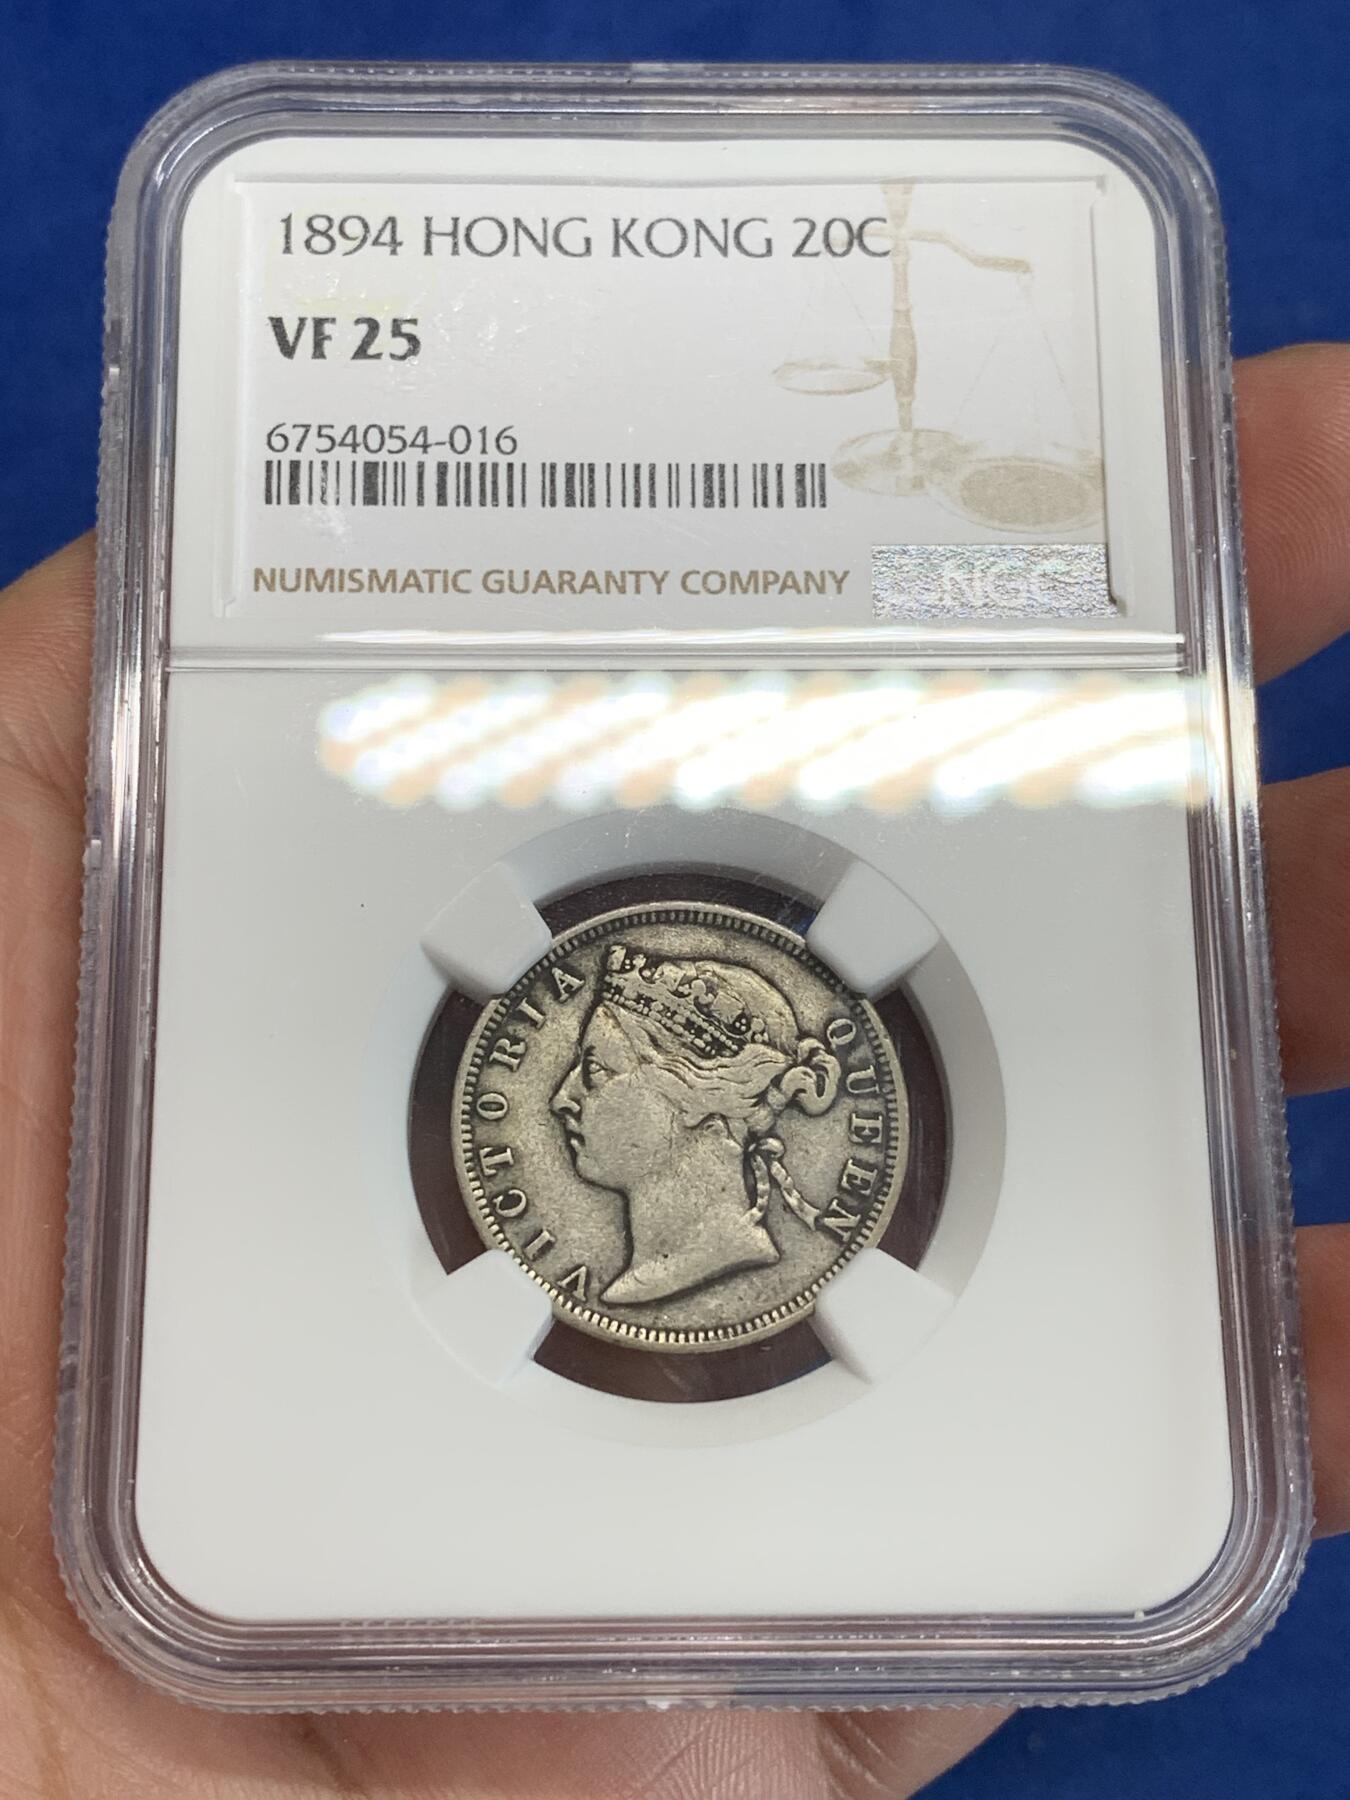 1894 HONG KONG 20C
VF 25
6754054-016
NUMISMATIC GUARANTY COMPANY
NGC
VICTORIA QUEEN